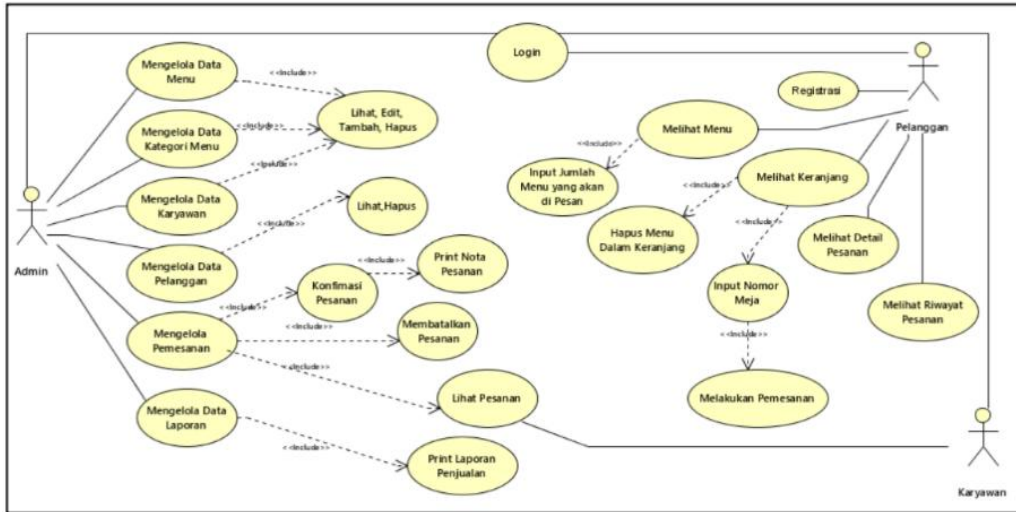 Login
Mengelola Data
Menu
<<Include>>
Lihat, Edit,
Tambah, Hapus
Mengelola Data
Kategori Menu
<<Include>>
Mengelola Data
Karyawan
<<Include>>
Admin
Mengelola Data
Pelanggan
<<Include>>
Lihat,Hapus
Mengelola
Pemesanan
<<Include>>
Konfimasi
Pesanan
<<Include>>
Print Nota
Pesanan
<<Include>>
Membatalkan
Pesanan
<<Include>>
Lihat Pesanan
Mengelola Data
Laporan
<<Include>>
Print Laporan
Penjualan
Registrasi
Pelanggan
Melihat Menu
<<Include>>
Input Jumlah
Menu yang akan
di Pesan
Melihat Keranjang
<<Include>>
Hapus Menu
Dalam Keranjang
<<Include>>
Input Nomor
Meja
<<Include>>
Melakukan Pemesanan
Melihat Detail
Pesanan
Melihat Riwayat
Pesanan
Karyawan